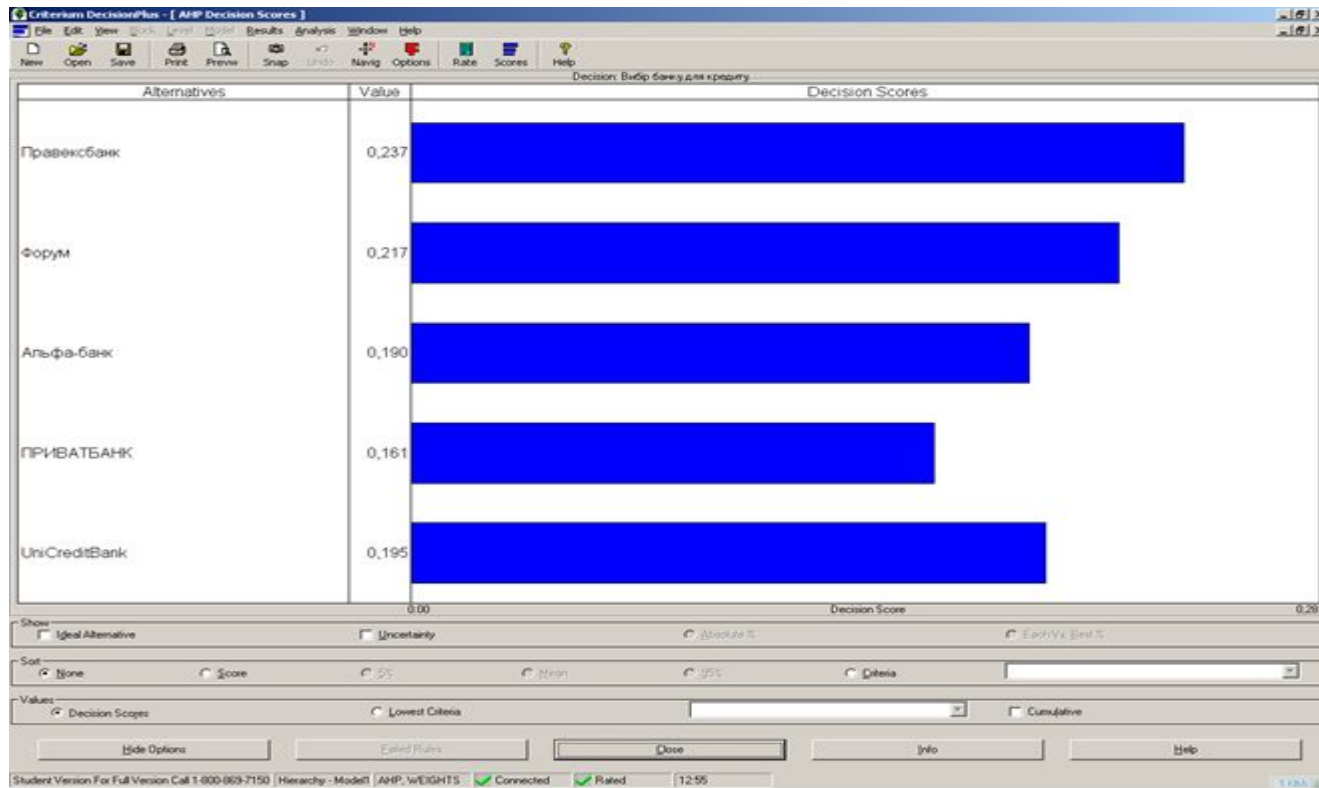 Criterium DecisionPlus - [ AHP Decision Scores ]
File Edit View Block Level Model Results Analysis Window Help
New Open Save Print Prevw Snap Undo Navig Options Rate Scores Help
Decision: Вибір банку для кредиту
Alternatives Value Decision Scores
Правексбанк 0,237
Форум 0,217
Альфа-банк 0,190
ПРИВАТБАНК 0,161
UniCreditBank 0,195
0.00 Decision Score 0,28
Show
Ideal Alternative Uncertainty Absolute % Each Vs. Best %
Sort
None Score 5% Mean 95% Criteria
Values
Decision Scores Lowest Criteria Cumulative
Hide Options Failed Rules Close Info Help
Student Version For Full Version Call 1-800-869-7150 Hierarchy - Model1 AHP, WEIGHTS Connected Rated 12:55